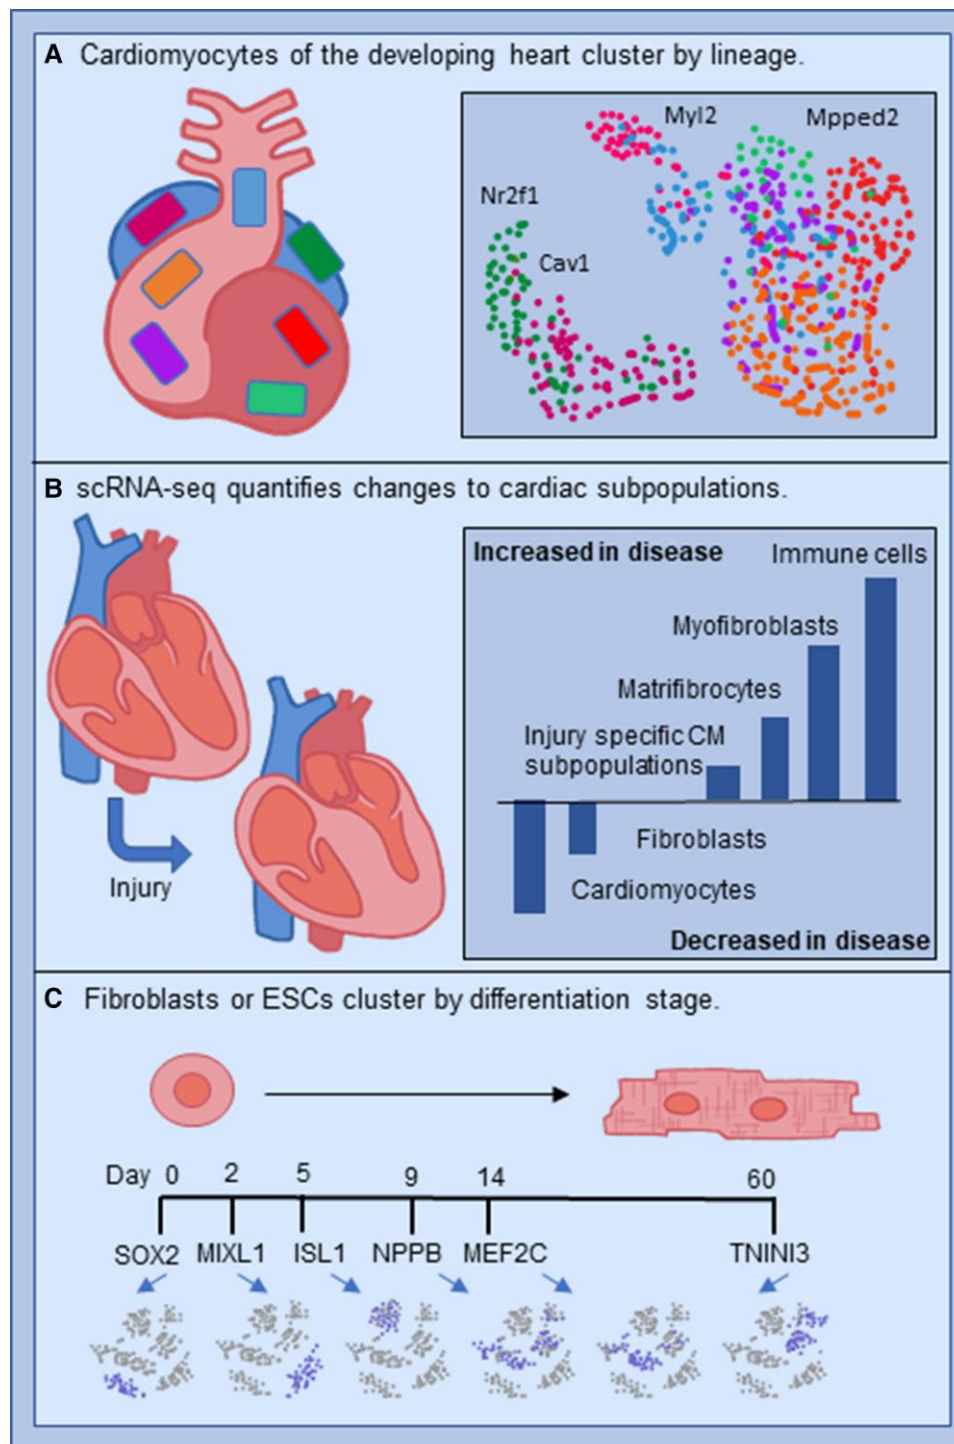 A Cardiomyocytes of the developing heart cluster by lineage.
Myl2
Mpped2
Nr2f1
Cav1
B scRNA-seq quantifies changes to cardiac subpopulations.
Increased in disease
Immune cells
Myofibroblasts
Matrifibrocytes
Injury specific CM
subpopulations
Fibroblasts
Cardiomyocytes
Decreased in disease
Injury
C Fibroblasts or ESCs cluster by differentiation stage.
Day 0 2 5 9 14 60
SOX2 MIXL1 ISL1 NPPB MEF2C TNINI3